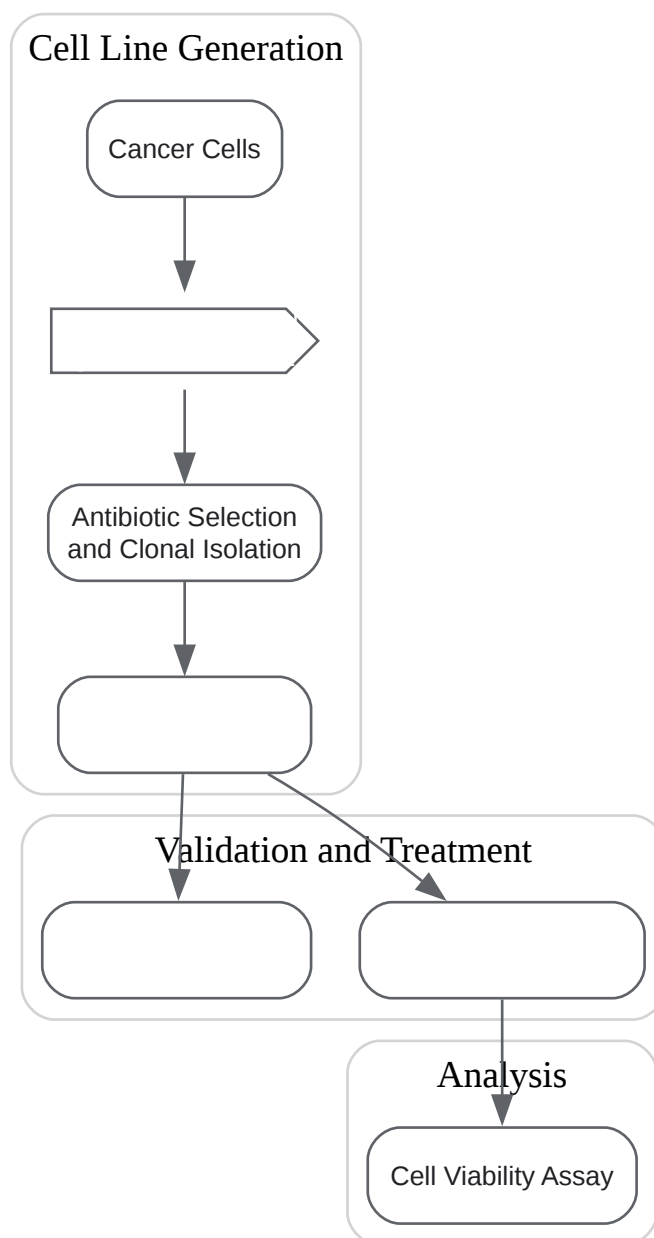 Cell Line Generation
Cancer Cells
Antibiotic Selection
and Clonal Isolation
Validation and Treatment
Analysis
Cell Viability Assay